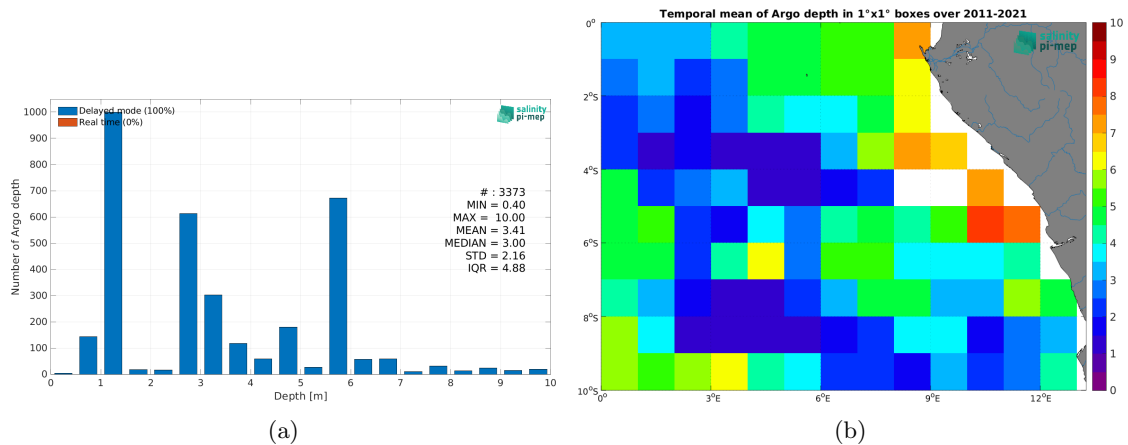 Delayed mode (100%)
Real time (0%)
salinity
pi-mep
1000
900
800
700
600
500
400
300
200
100
0
Number of Argo depth
# : 3373
MIN = 0.40
MAX = 10.00
MEAN = 3.41
MEDIAN = 3.00
STD = 2.16
IQR = 4.88
0 1 2 3 4 5 6 7 8 9 10
Depth [m]
(a)
Temporal mean of Argo depth in 1°x1° boxes over 2011-2021
salinity
pi-mep
0°
2°S
4°S
6°S
8°S
10°S
0° 3°E 6°E 9°E 12°E
10
9
8
7
6
5
4
3
2
1
0
(b)